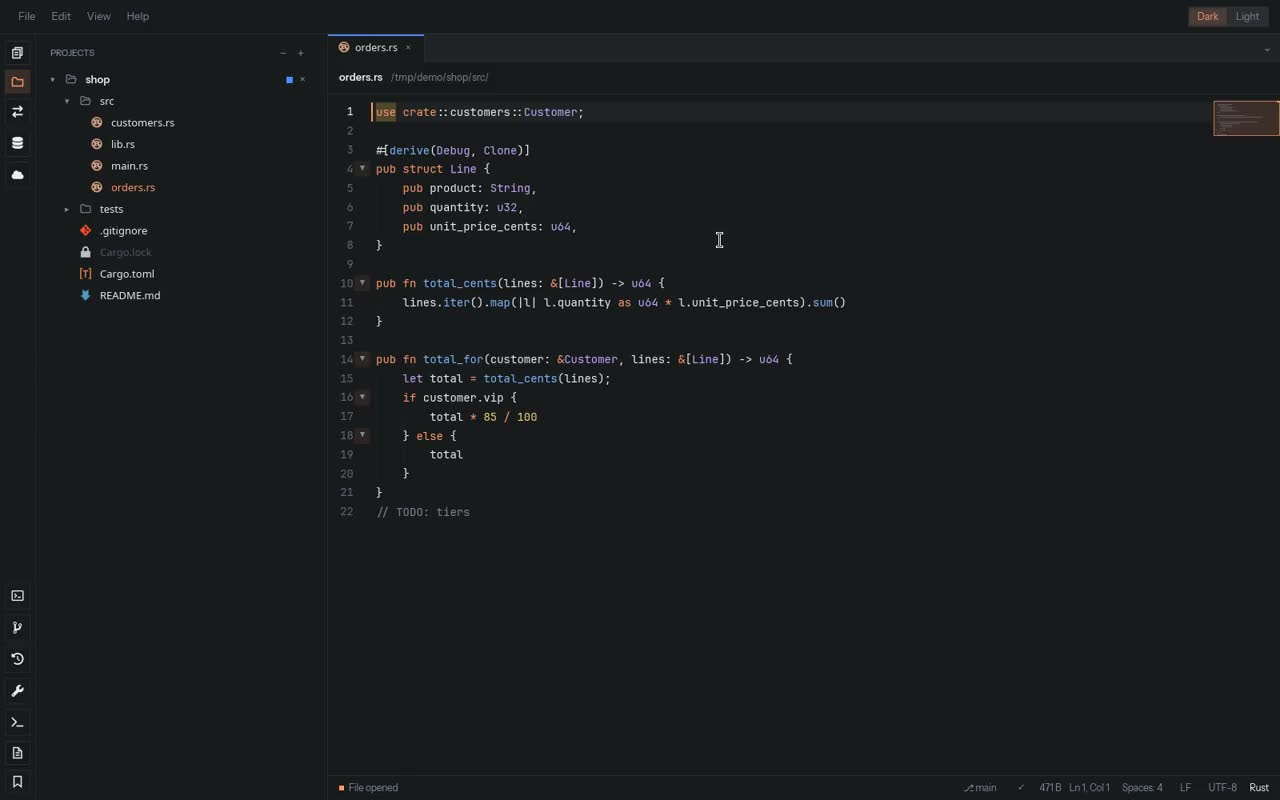 File Edit View Help
Dark Light
PROJECTS
shop
src
customers.rs
lib.rs
main.rs
orders.rs
tests
.gitignore
Cargo.lock
Cargo.toml
README.md
orders.rs
orders.rs /tmp/demo/shop/src/
1 use crate::customers::Customer;
2
3 #[derive(Debug, Clone)]
4 pub struct Line {
5 pub product: String,
6 pub quantity: u32,
7 pub unit_price_cents: u64,
8 }
9
10 pub fn total_cents(lines: &[Line]) -> u64 {
11 lines.iter().map(|l| l.quantity as u64 * l.unit_price_cents).sum()
12 }
13
14 pub fn total_for(customer: &Customer, lines: &[Line]) -> u64 {
15 let total = total_cents(lines);
16 if customer.vip {
17 total * 85 / 100
18 } else {
19 total
20 }
21 }
22 // TODO: tiers
File opened
main ✓ 471B Ln 1, Col 1 Spaces: 4 LF UTF-8 Rust